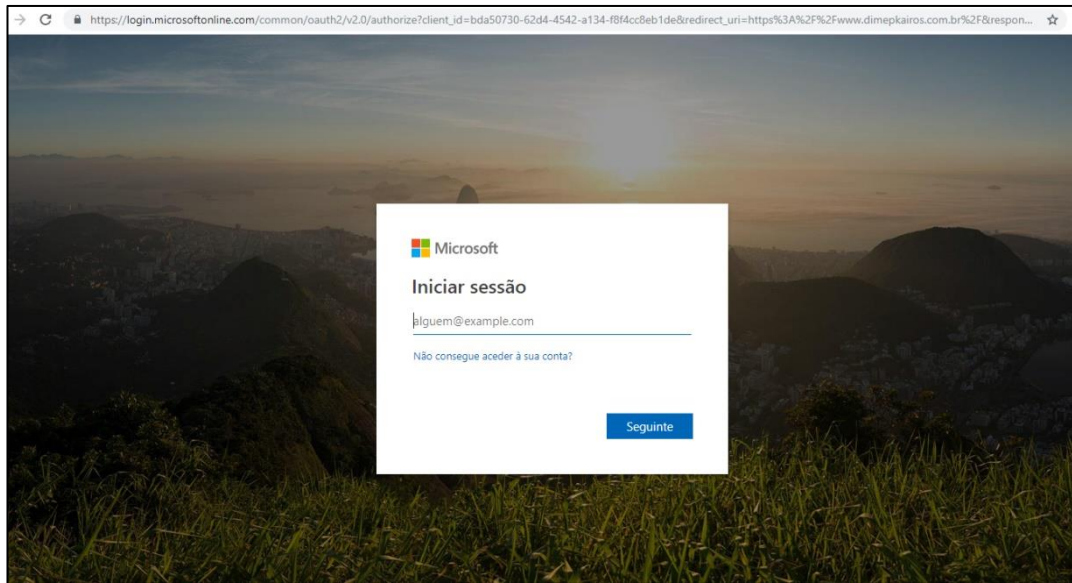 https://login.microsoftonline.com/common/oauth2/v2.0/authorize?client_id=bda50730-62d4-4542-a134-f8f4cc8eb1de&redirect_uri=https%3A%2F%2Fwww.dimepkairos.com.br%2F&respon...
Microsoft
Iniciar sessão
alguem@example.com
Não consegue aceder à sua conta?
Seguinte